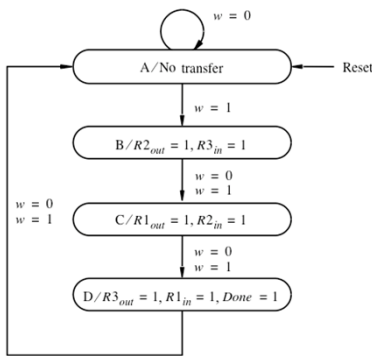 w = 0
A/No transfer
Reset
w = 1
B/R2out = 1, R3in = 1
w = 0
w = 1
w = 0
w = 1
C/R1out = 1, R2in = 1
w = 0
w = 1
D/R3out = 1, R1in = 1, Done = 1